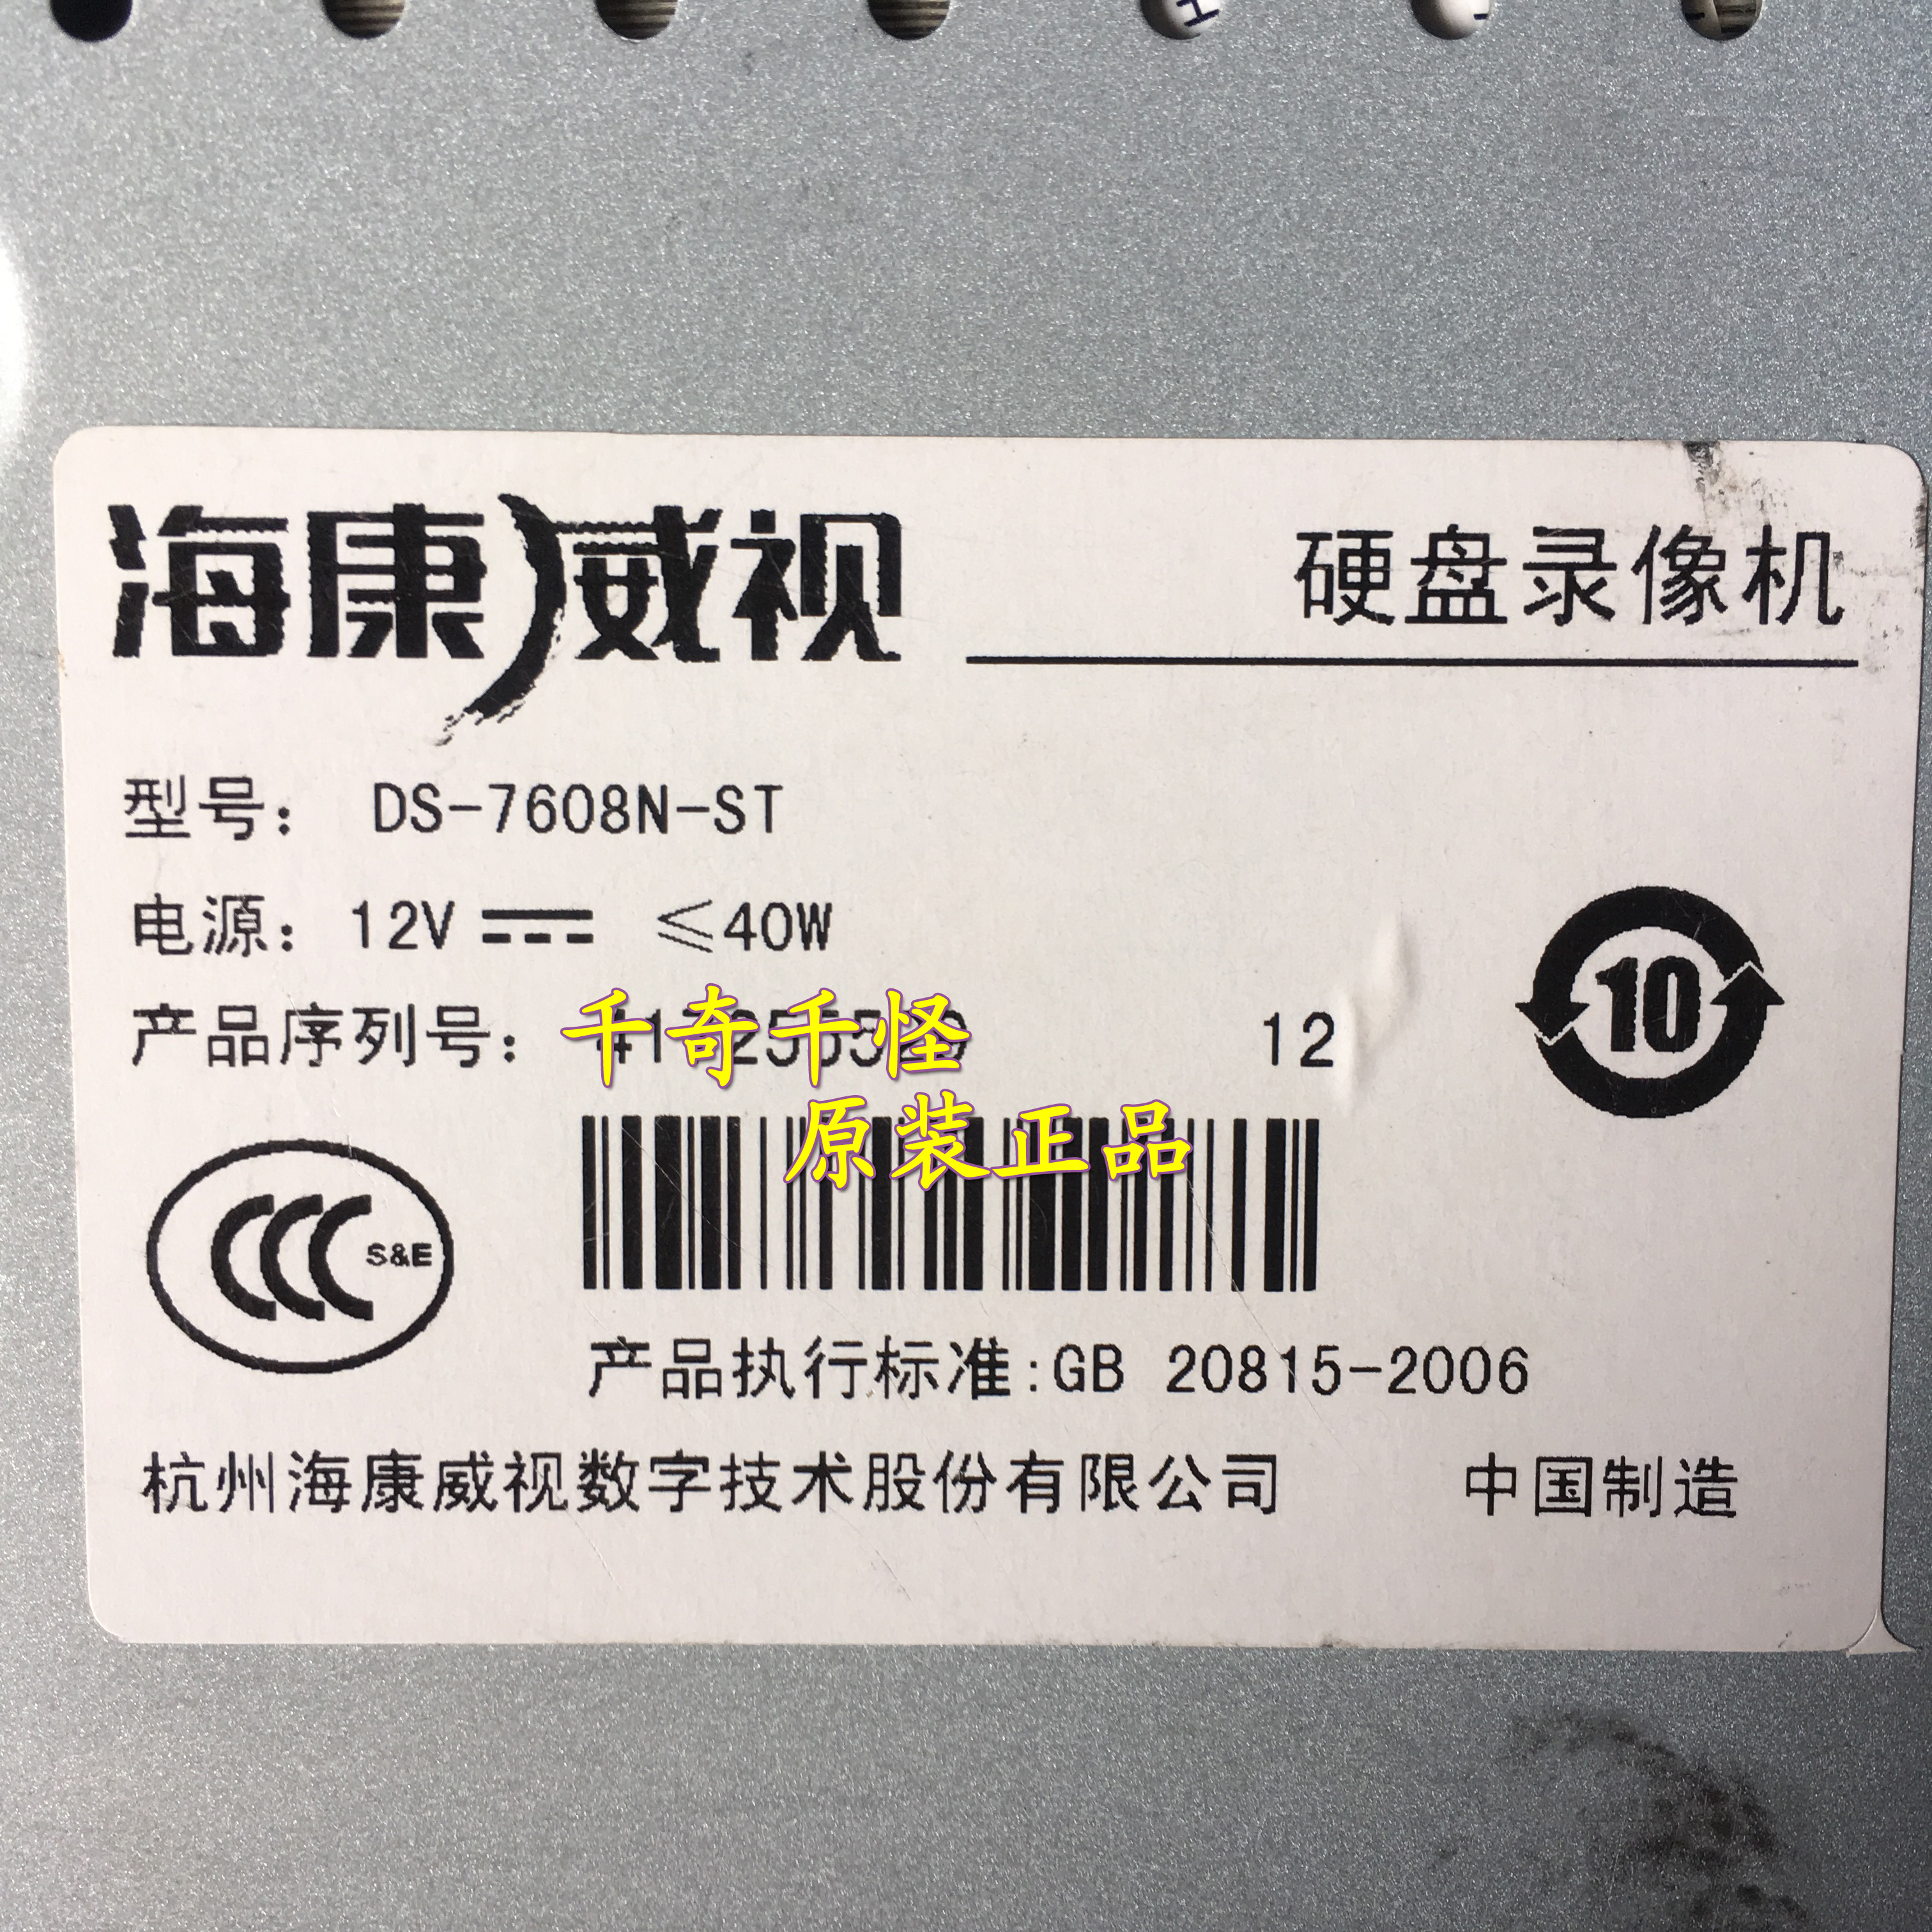 海康威视 硬盘录像机
型号: DS-7608N-ST
电源: 12V ≤40W
产品序列号: 12
千奇千怪
原装正品
10
CCC S&E
产品执行标准:GB 20815-2006
杭州海康威视数字技术股份有限公司 中国制造